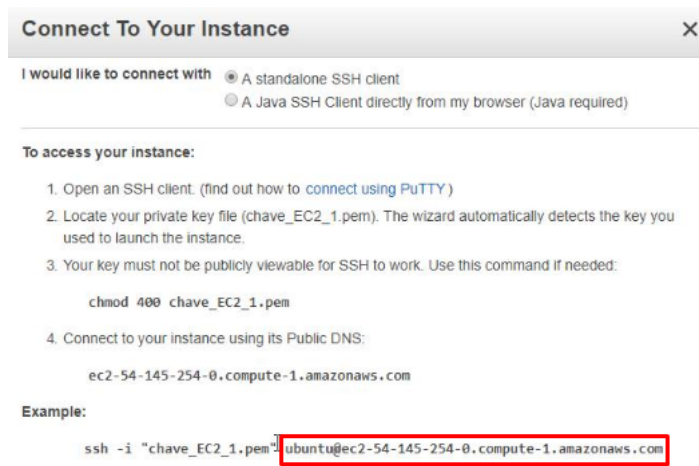 Connect To Your Instance
I would like to connect with
A standalone SSH client
A Java SSH Client directly from my browser (Java required)
To access your instance:
1. Open an SSH client. (find out how to connect using PuTTY)
2. Locate your private key file (chave_EC2_1.pem). The wizard automatically detects the key you
used to launch the instance.
3. Your key must not be publicly viewable for SSH to work. Use this command if needed:
chmod 400 chave_EC2_1.pem
4. Connect to your instance using its Public DNS:
ec2-54-145-254-0.compute-1.amazonaws.com
Example:
ssh -i "chave_EC2_1.pem" ubuntu@ec2-54-145-254-0.compute-1.amazonaws.com